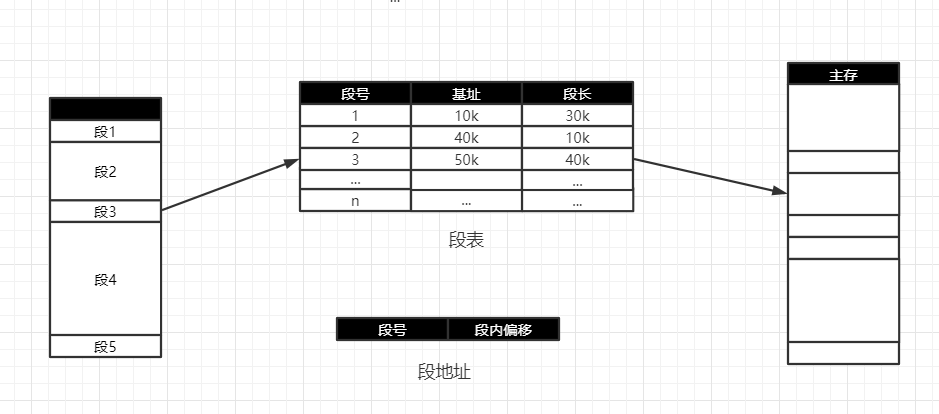 ...
主存
段号 基址 段长
1 10k 30k
2 40k 10k
3 50k 40k
... ...
n ... ...
段表
段1
段2
段3
段4
段5
段号 段内偏移
段地址